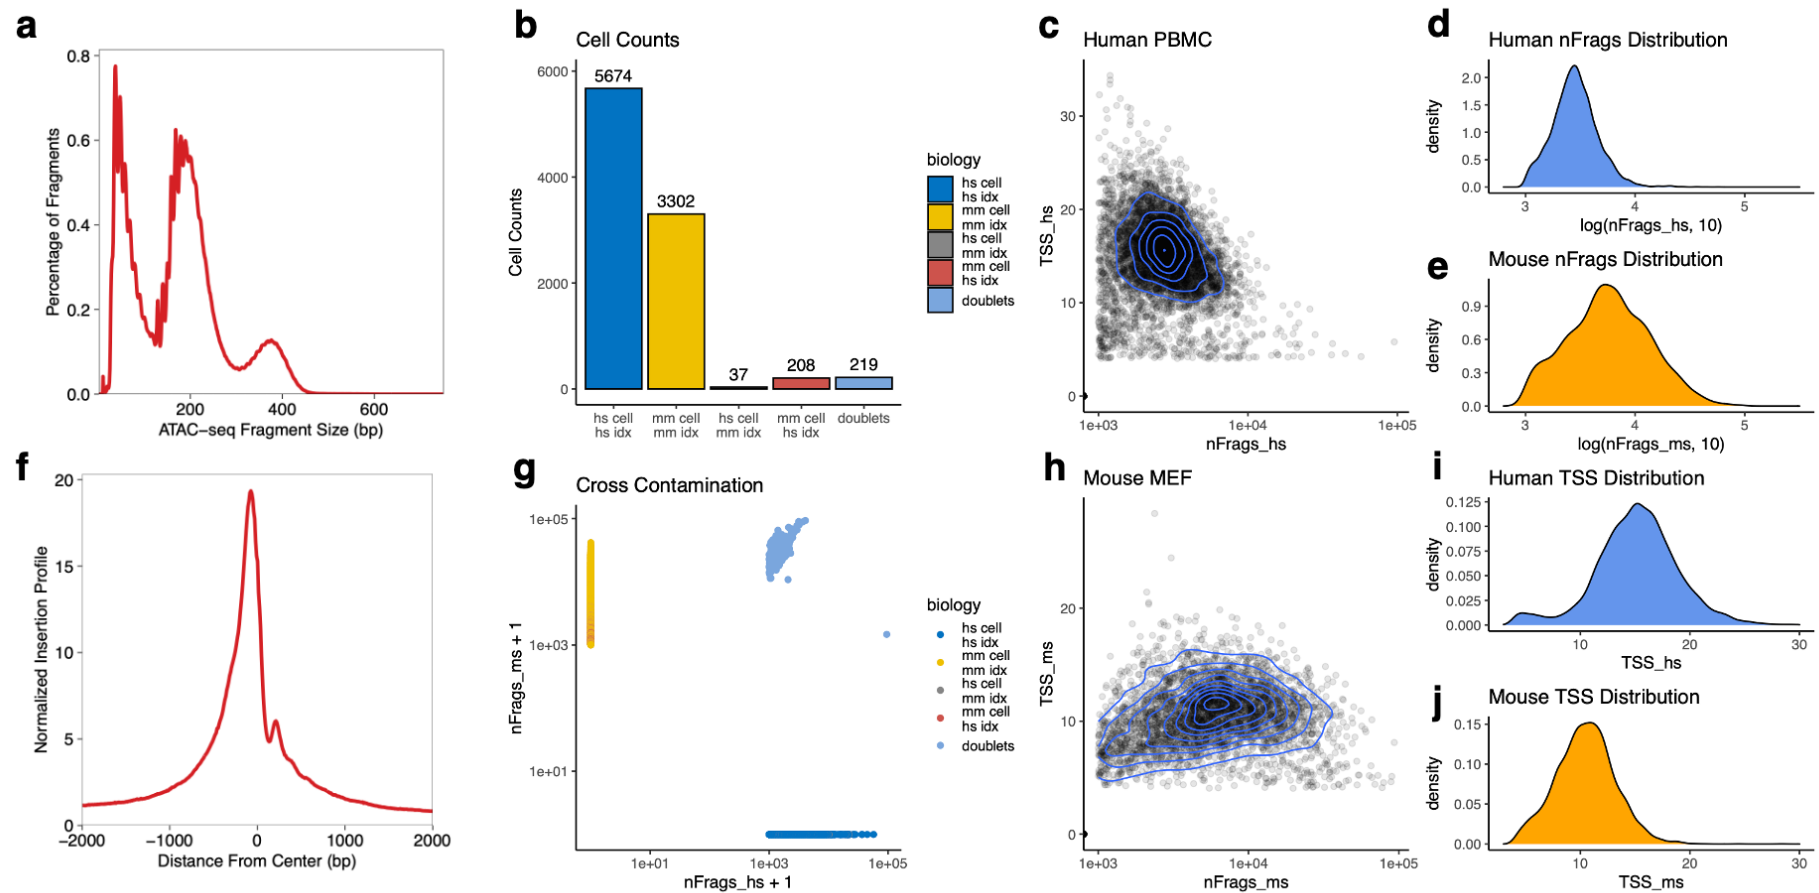 a
0.8
0.6
0.4
0.2
0.0
200
400
600
Percentage of Fragments
ATAC−seq Fragment Size (bp)
b
Cell Counts
6000
4000
2000
0
Cell Counts
5674
3302
37
208
219
hs cell
hs idx
mm cell
mm idx
hs cell
mm idx
mm cell
hs idx
doublets
biology
hs cell
hs idx
mm cell
mm idx
hs cell
mm idx
mm cell
hs idx
doublets
c
Human PBMC
30
20
10
0
TSS_hs
1e+03
1e+04
1e+05
nFrags_hs
d
Human nFrags Distribution
2.0
1.5
1.0
0.5
0.0
density
3
4
5
log(nFrags_hs, 10)
e
Mouse nFrags Distribution
0.9
0.6
0.3
0.0
density
3
4
5
log(nFrags_ms, 10)
f
20
15
10
5
0
Normalized Insertion Profile
−2000
−1000
0
1000
2000
Distance From Center (bp)
g
Cross Contamination
1e+05
1e+03
1e+01
nFrags_ms + 1
1e+01
1e+03
1e+05
nFrags_hs + 1
biology
hs cell
hs idx
mm cell
mm idx
hs cell
mm idx
mm cell
hs idx
doublets
h
Mouse MEF
20
10
0
TSS_ms
1e+03
1e+04
1e+05
nFrags_ms
i
Human TSS Distribution
0.125
0.100
0.075
0.050
0.025
0.000
density
10
20
30
TSS_hs
j
Mouse TSS Distribution
0.15
0.10
0.05
0.00
density
10
20
30
TSS_ms